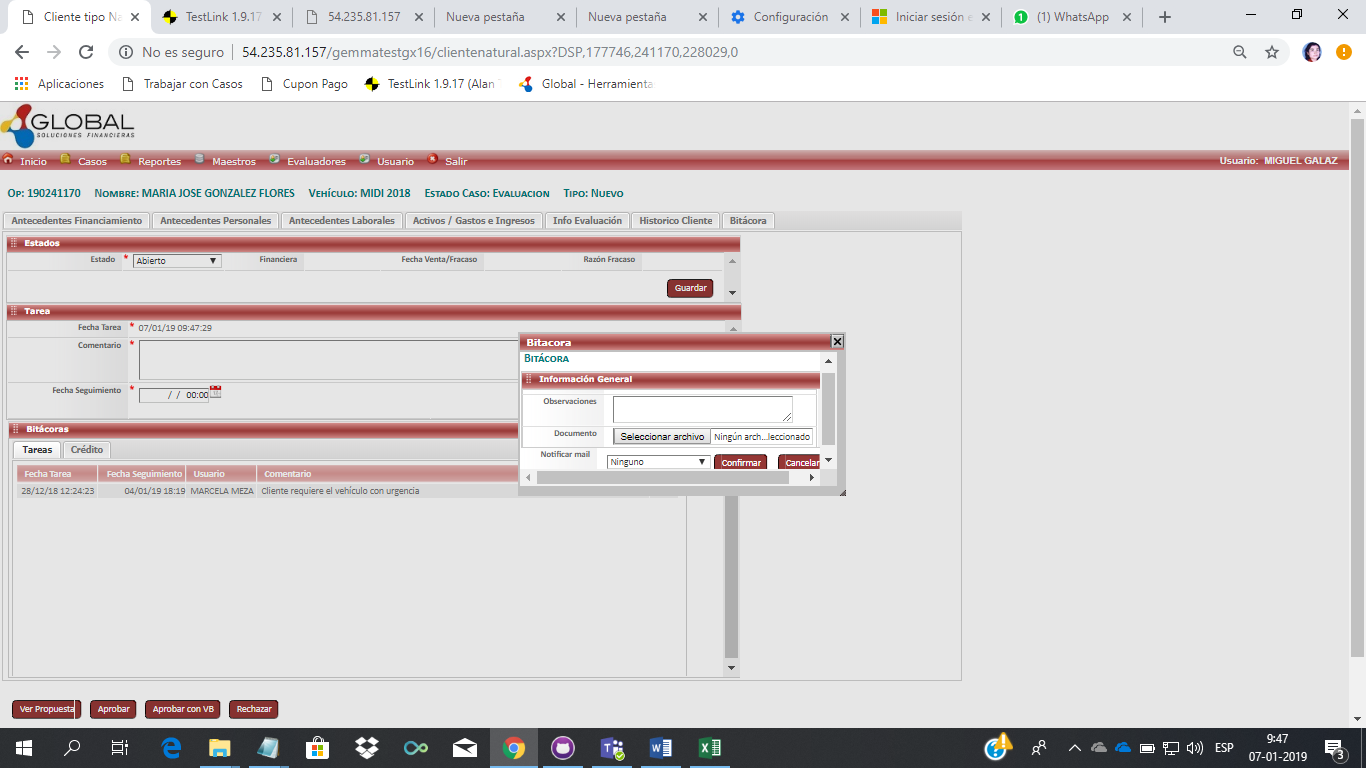 Cliente tipo Na
TestLink 1.9.17
54.235.81.157
Nueva pestaña
Nueva pestaña
Configuración
Iniciar sesión e
(1) WhatsApp
No es seguro
54.235.81.157/gemmatestgx16/clientenatural.aspx?DSP,177746,241170,228029,0
Aplicaciones
Trabajar con Casos
Cupon Pago
TestLink 1.9.17 (Alan
Global - Herramienta
GLOBAL
SOLUCIONES FINANCIERAS
Inicio Casos Reportes Maestros Evaluadores Usuario Salir
Usuario: MIGUEL GALAZ
Op: 190241170 Nombre: MARIA JOSE GONZALEZ FLORES Vehículo: MIDI 2018 Estado Caso: Evaluacion Tipo: Nuevo
Antecedentes Financiamiento Antecedentes Personales Antecedentes Laborales Activos / Gastos e Ingresos Info Evaluación Historico Cliente Bitácora
Estados
Estado * Abierto Financiera Fecha Venta/Fracaso Razón Fracaso
Guardar
Tarea
Fecha Tarea * 07/01/19 09:47:29
Comentario *
Fecha Seguimiento * / / 00:00
Bitácoras
Tareas Crédito
Fecha Tarea Fecha Seguimiento Usuario Comentario
28/12/18 12:24:23 04/01/19 18:19 MARCELA MEZA Cliente requiere el vehículo con urgencia
Bitacora
Bitácora
Información General
Observaciones
Documento Seleccionar archivo Ningún arch...leccionado
Notificar mail Ninguno Confirmar Cancelar
Ver Propuesta Aprobar Aprobar con VB Rechazar
ESP
9:47
07-01-2019
3